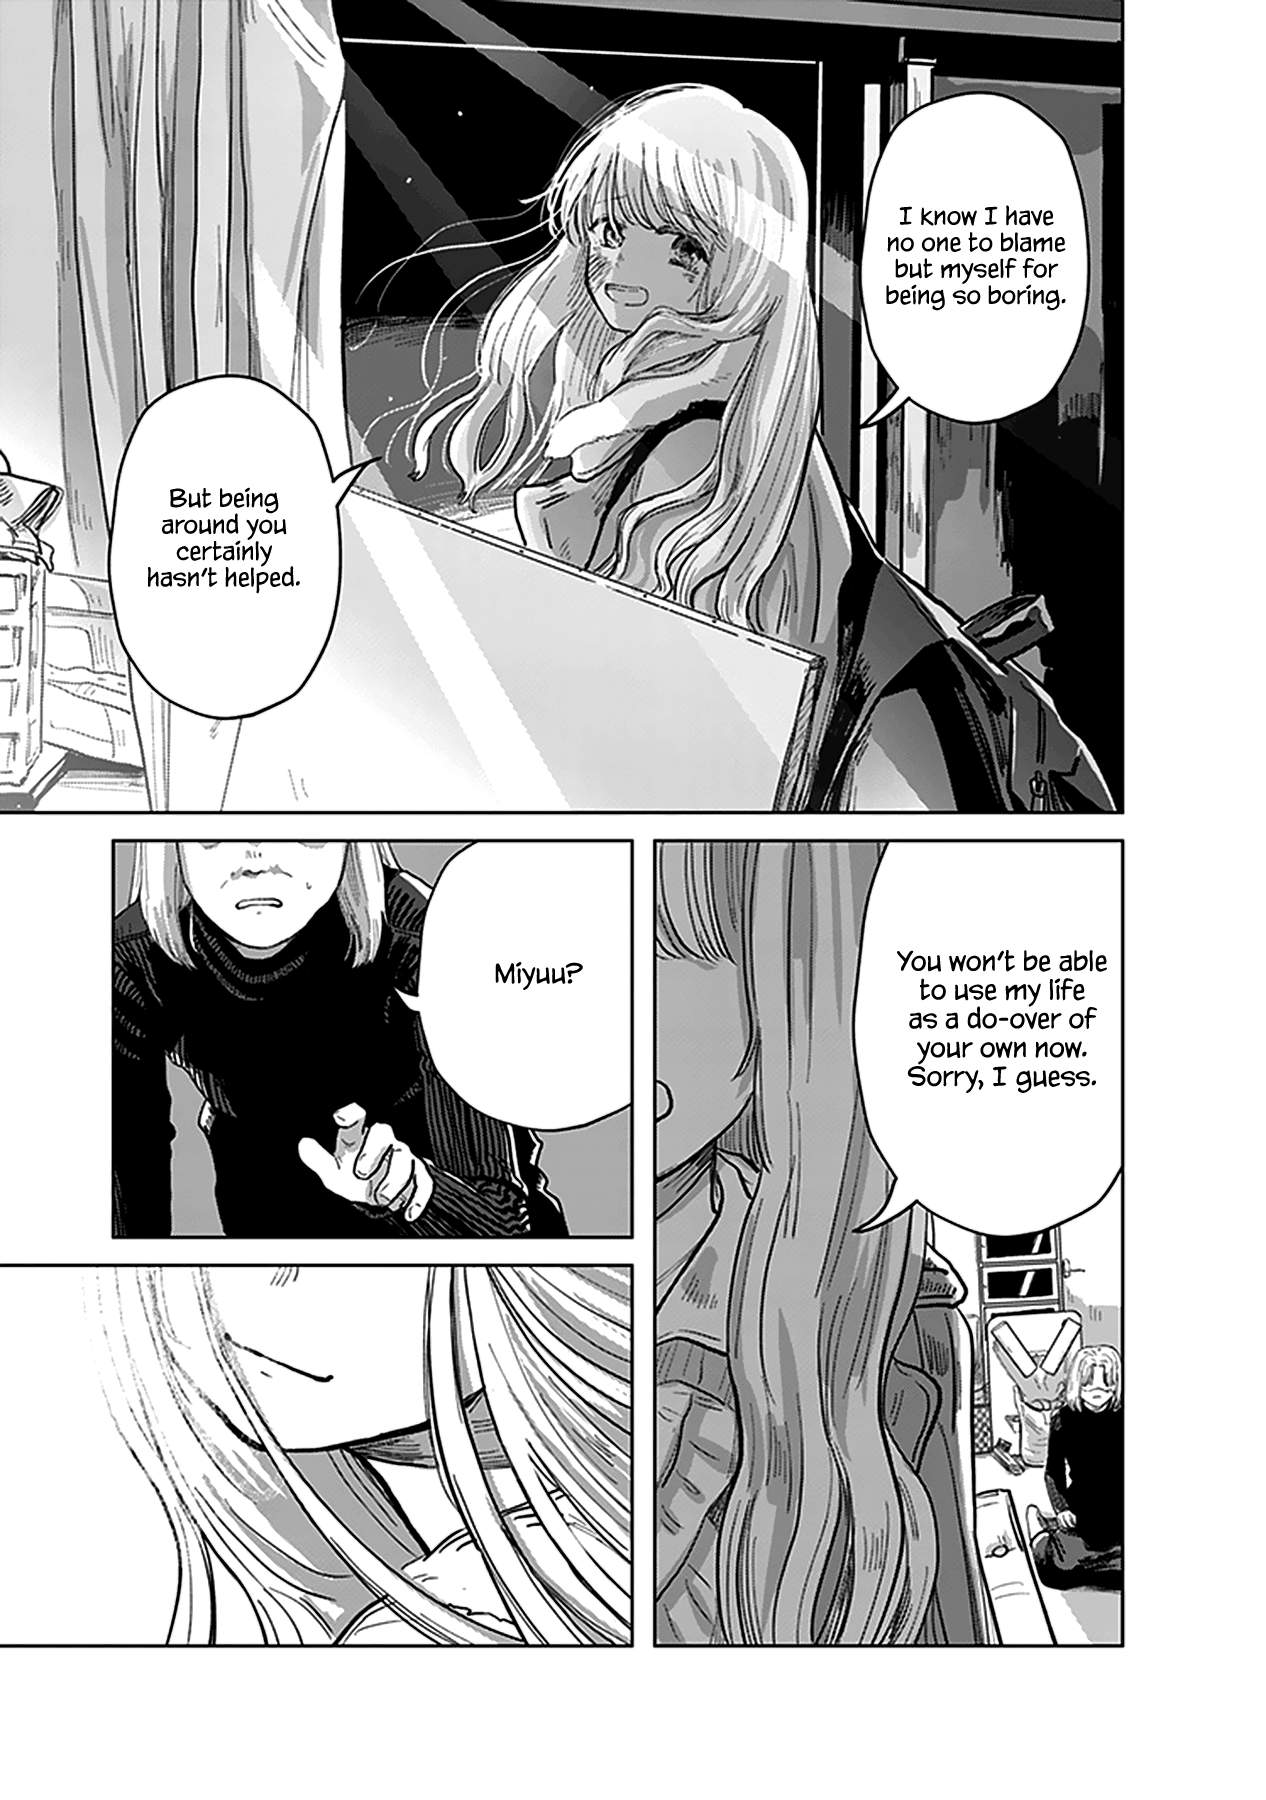 I know I have
no one to blame
but myself for
being so boring.
But being
around you
certainly
hasn't helped.
You won't be able
to use my life
as a do-over of
your own now.
Sorry, I guess.
Miyuu?